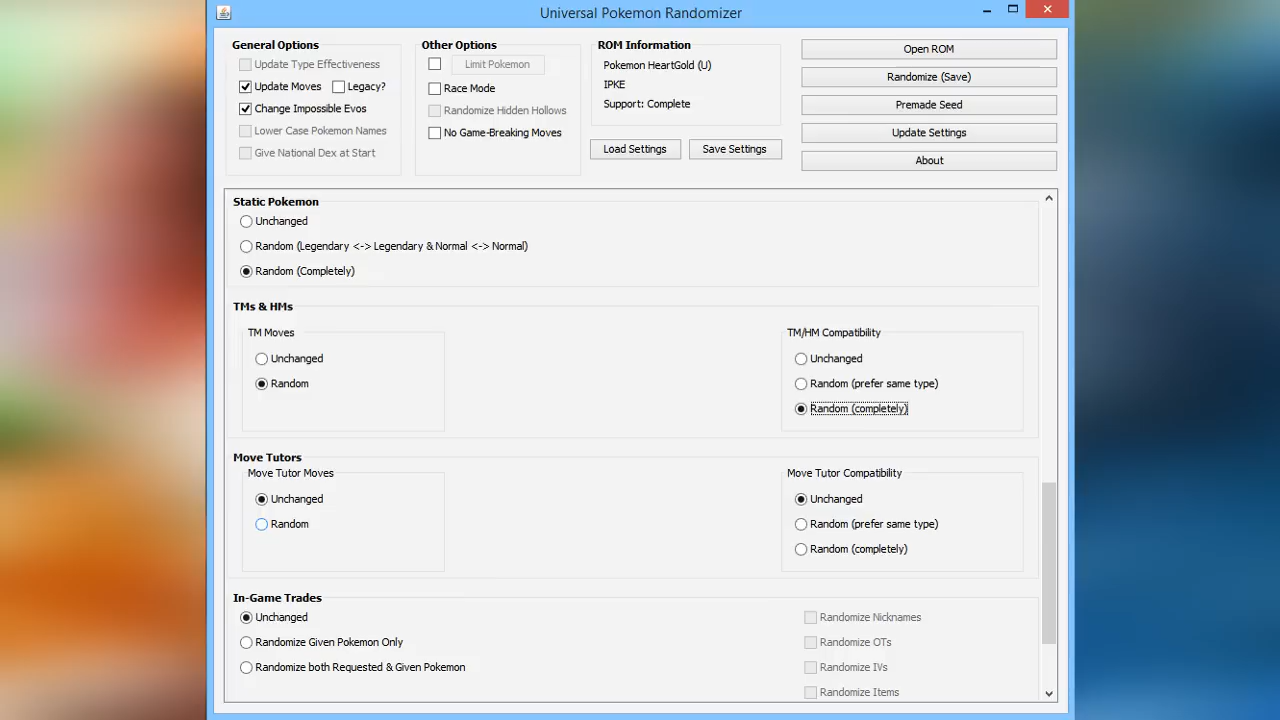 Universal Pokemon Randomizer
General Options
Update Type Effectiveness
Update Moves Legacy?
Change Impossible Evos
Lower Case Pokemon Names
Give National Dex at Start
Other Options
Limit Pokemon
Race Mode
Randomize Hidden Hollows
No Game-Breaking Moves
ROM Information
Pokemon HeartGold (U)
IPKE
Support: Complete
Load Settings Save Settings
Open ROM
Randomize (Save)
Premade Seed
Update Settings
About
Static Pokemon
Unchanged
Random (Legendary <-> Legendary & Normal <-> Normal)
Random (Completely)
TMs & HMs
TM Moves
Unchanged
Random
TM/HM Compatibility
Unchanged
Random (prefer same type)
Random (completely)
Move Tutors
Move Tutor Moves
Unchanged
Random
Move Tutor Compatibility
Unchanged
Random (prefer same type)
Random (completely)
In-Game Trades
Unchanged
Randomize Given Pokemon Only
Randomize both Requested & Given Pokemon
Randomize Nicknames
Randomize OTs
Randomize IVs
Randomize Items